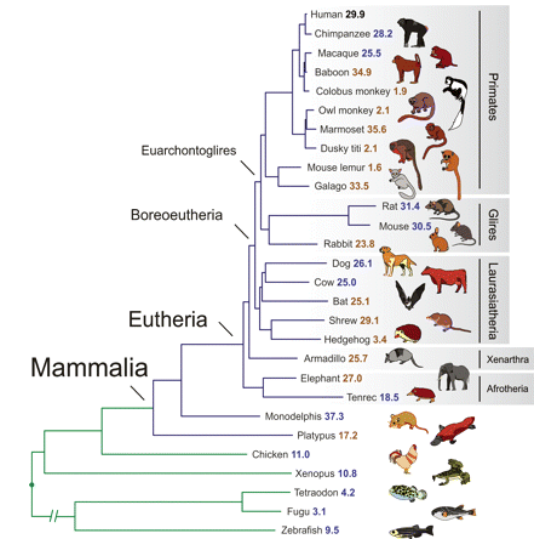 Human 29.9
Chimpanzee 28.2
Macaque 25.5
Baboon 34.9
Colobus monkey 1.9
Owl monkey 2.1
Marmoset 35.6
Dusky titi 2.1
Mouse lemur 1.6
Galago 33.5
Primates
Euarchontoglires
Rat 31.4
Mouse 30.5
Rabbit 23.8
Glires
Boreoeutheria
Dog 26.1
Cow 25.0
Bat 25.1
Shrew 29.1
Hedgehog 3.4
Laurasiatheria
Eutheria
Armadillo 25.7
Xenarthra
Mammalia
Elephant 27.0
Tenrec 18.5
Afrotheria
Monodelphis 37.3
Platypus 17.2
Chicken 11.0
Xenopus 10.8
Tetraodon 4.2
Fugu 3.1
Zebrafish 9.5